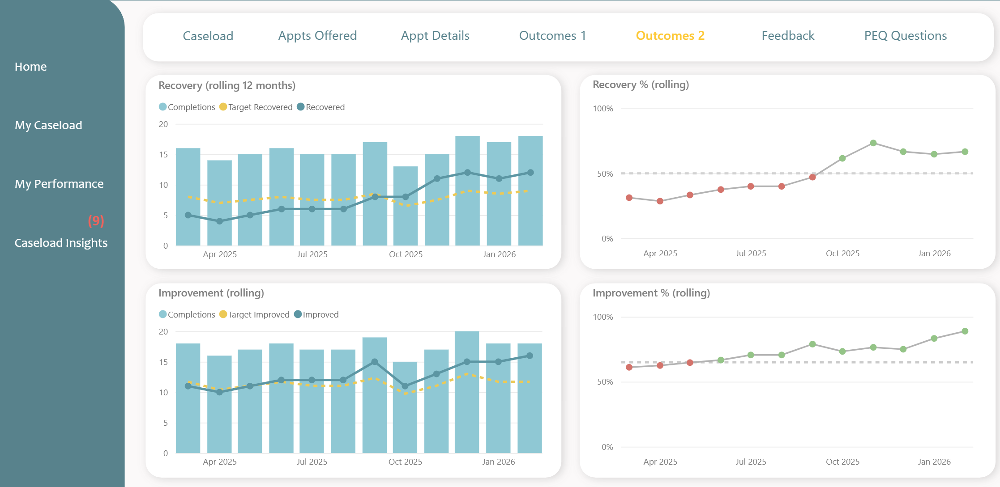 Home
My Caseload
My Performance
(9)
Caseload Insights
Caseload Appts Offered Appt Details Outcomes 1 Outcomes 2 Feedback PEQ Questions
Recovery (rolling 12 months)
Completions Target Recovered Recovered
20
15
10
5
0
Apr 2025 Jul 2025 Oct 2025 Jan 2026
Recovery % (rolling)
100%
50%
0%
Apr 2025 Jul 2025 Oct 2025 Jan 2026
Improvement (rolling)
Completions Target Improved Improved
20
15
10
5
0
Apr 2025 Jul 2025 Oct 2025 Jan 2026
Improvement % (rolling)
100%
50%
0%
Apr 2025 Jul 2025 Oct 2025 Jan 2026